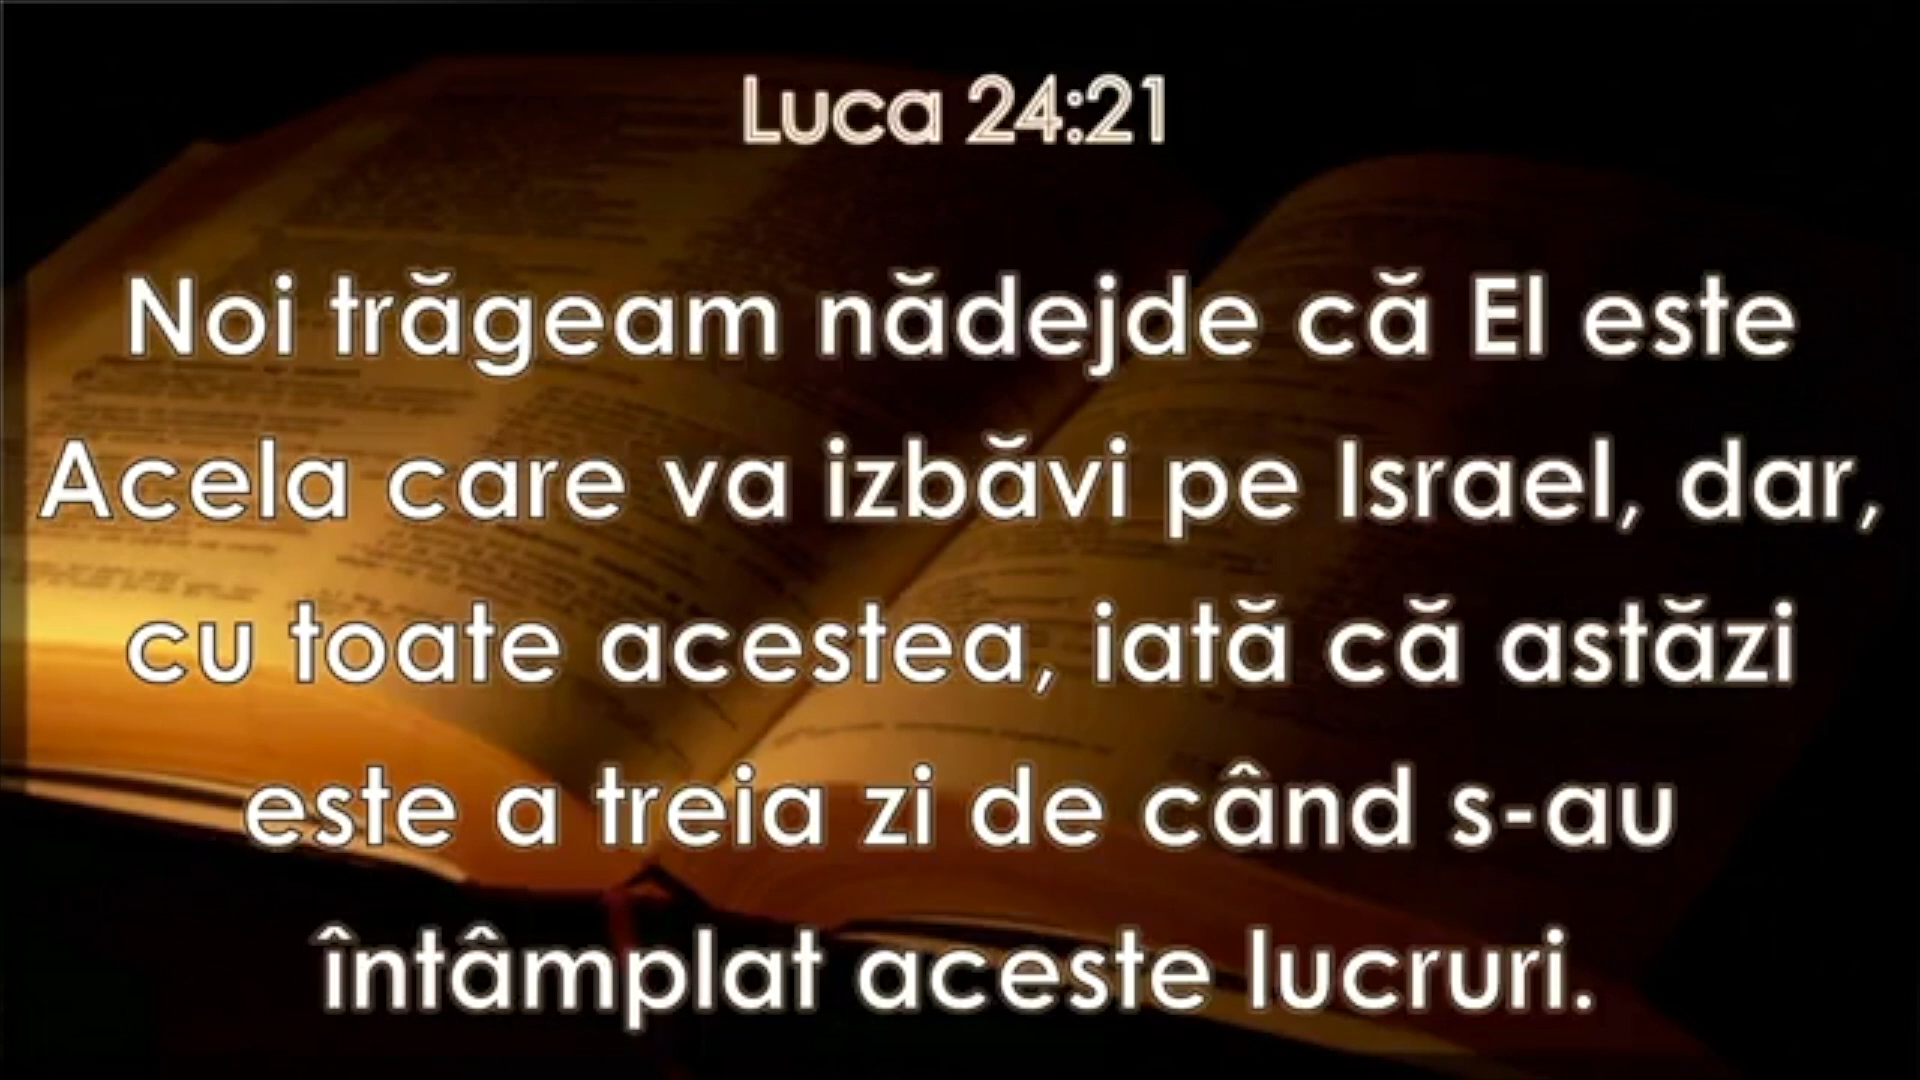 Luca 24:21
Noi trăgeam nădejde că El este
Acela care va izbăvi pe Israel, dar,
cu toate acestea, iată că astăzi
este a treia zi de când s-au
întâmplat aceste lucruri.